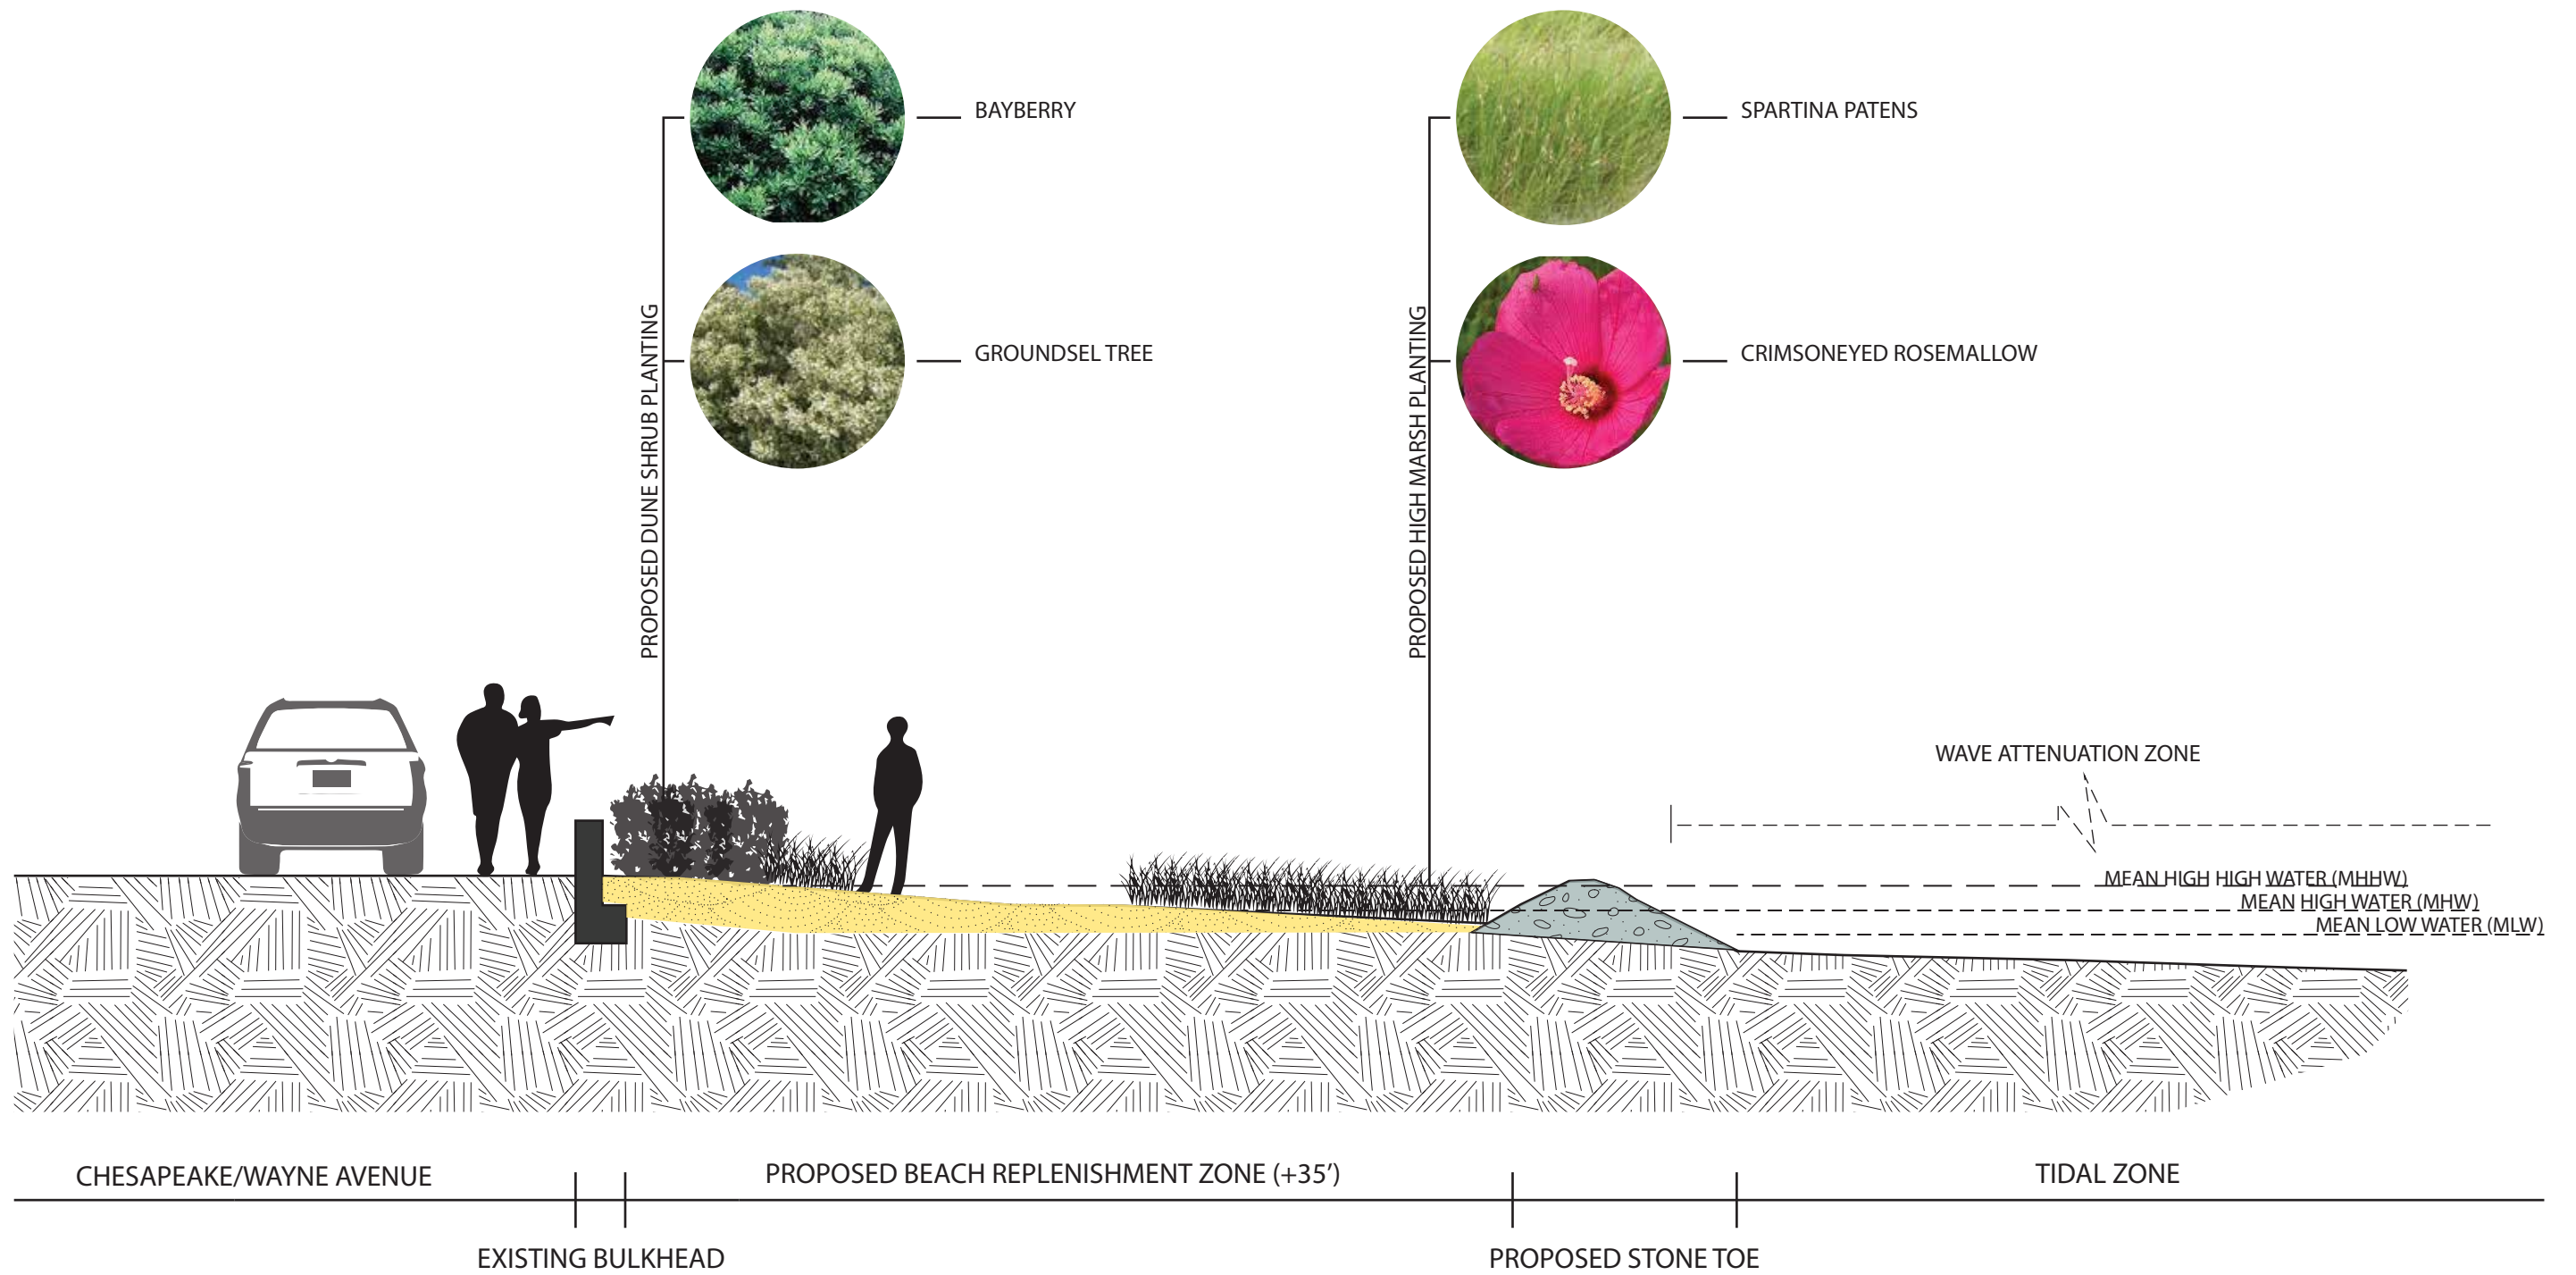 BAYBERRY
SPARTINA PATENS
GROUNDSEL TREE
CRIMSONEYED ROSEMALLOW
PROPOSED DUNE SHRUB PLANTING
PROPOSED HIGH MARSH PLANTING
WAVE ATTENUATION ZONE
MEAN HIGH HIGH WATER (MHHW)
MEAN HIGH WATER (MHW)
MEAN LOW WATER (MLW)
CHESAPEAKE/WAYNE AVENUE
PROPOSED BEACH REPLENISHMENT ZONE (+35’)
TIDAL ZONE
EXISTING BULKHEAD
PROPOSED STONE TOE